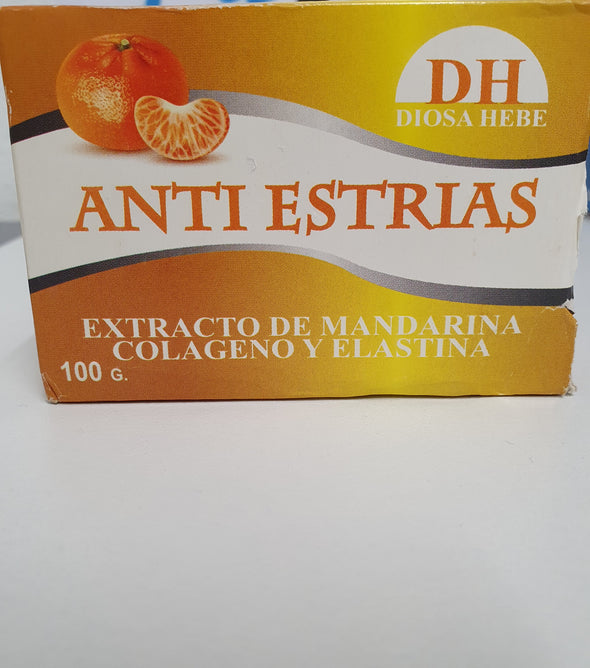 DH
DIOSA HEBE
ANTI ESTRIAS
EXTRACTO DE MANDARINA
COLAGENO Y ELASTINA
100 G.